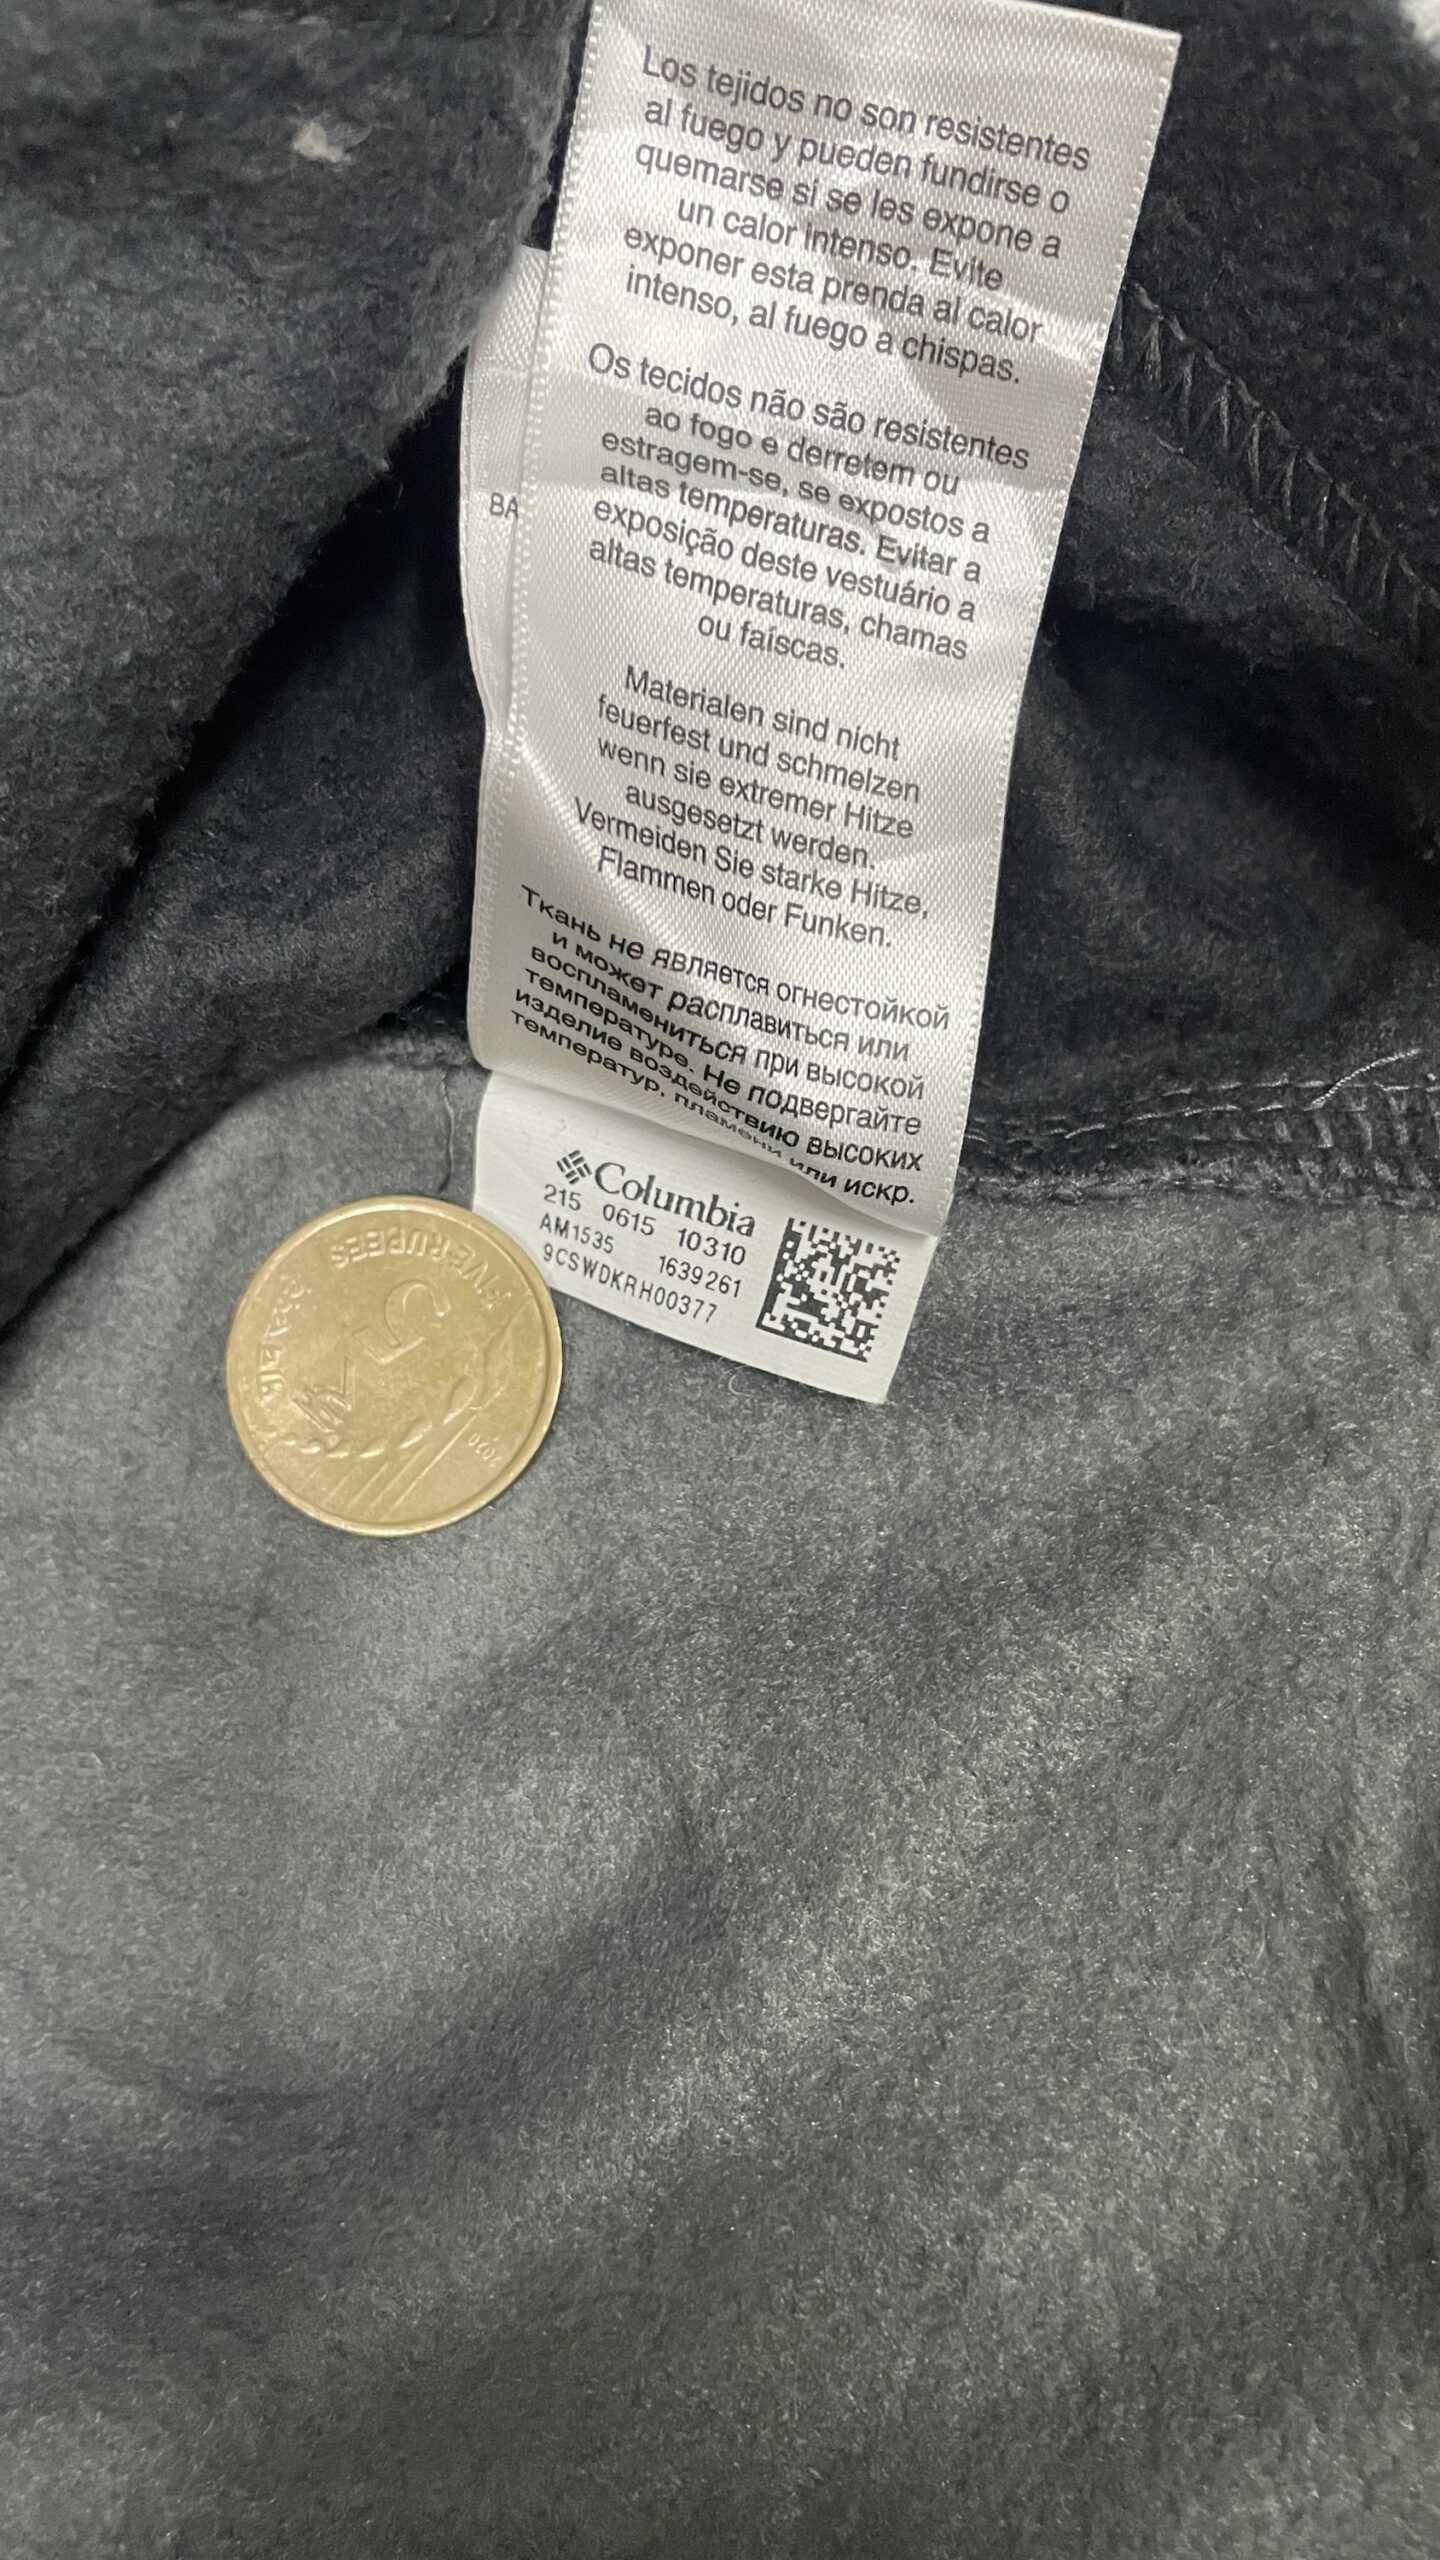 Los tejidos no son resistentes
al fuego y pueden fundirse o
quemarse si se les expone a
un calor intenso. Evite
exponer esta prenda al calor
intenso, al fuego a chispas.
Os tecidos não são resistentes
ao fogo e derretem ou
estragem-se, se expostos a
altas temperaturas. Evitar a
exposição deste vestuário a
altas temperaturas, chamas
ou faíscas.
Materialen sind nicht
feuerfest und schmelzen
wenn sie extremer Hitze
ausgesetzt werden.
Vermeiden Sie starke Hitze,
Flammen oder Funken.
Ткань не является огнестойкой
и может расплавиться или
воспламениться при высокой
температуре. Не подвергайте
изделие воздействию высоких
температур, пламени или искр.
BA
Columbia
215 0615 10310
AM1535 1639261
9CSWDKRH00377
FIVE RUPEES
₹5
2020